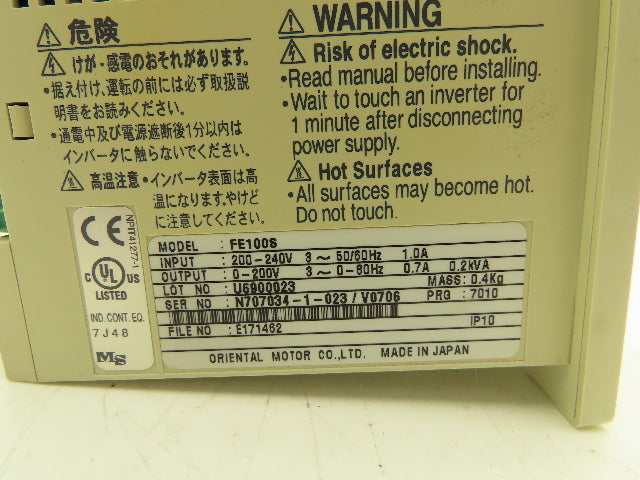 危険
けが・感電のおそれがあります。
•据え付け、運転の前には必ず取扱説
明書をお読みください。
•通電中及び電源遮断後1分以内は
インバータに触らないでください。
高温注意 •インバータ表面は高
温になります。やけど
に注意してください。
WARNING
Risk of electric shock.
•Read manual before installing.
•Wait to touch an inverter for
1 minute after disconnecting
power supply.
Hot Surfaces
•All surfaces may become hot.
Do not touch.
CE
NPIT41277-1
C UL US
LISTED
IND. CONT. EQ.
7J48
MS
MODEL : FE100S
INPUT : 200-240V 3~50/60Hz 1.0A
OUTPUT : 0-200V 3~0-60Hz 0.7A 0.2kVA
LOT NO : U6900023 MASS: 0.4Kg
SER NO : N707034-1-023/V0706 PRG : 7010
FILE NO : E171462 IP10
ORIENTAL MOTOR CO.,LTD. MADE IN JAPAN